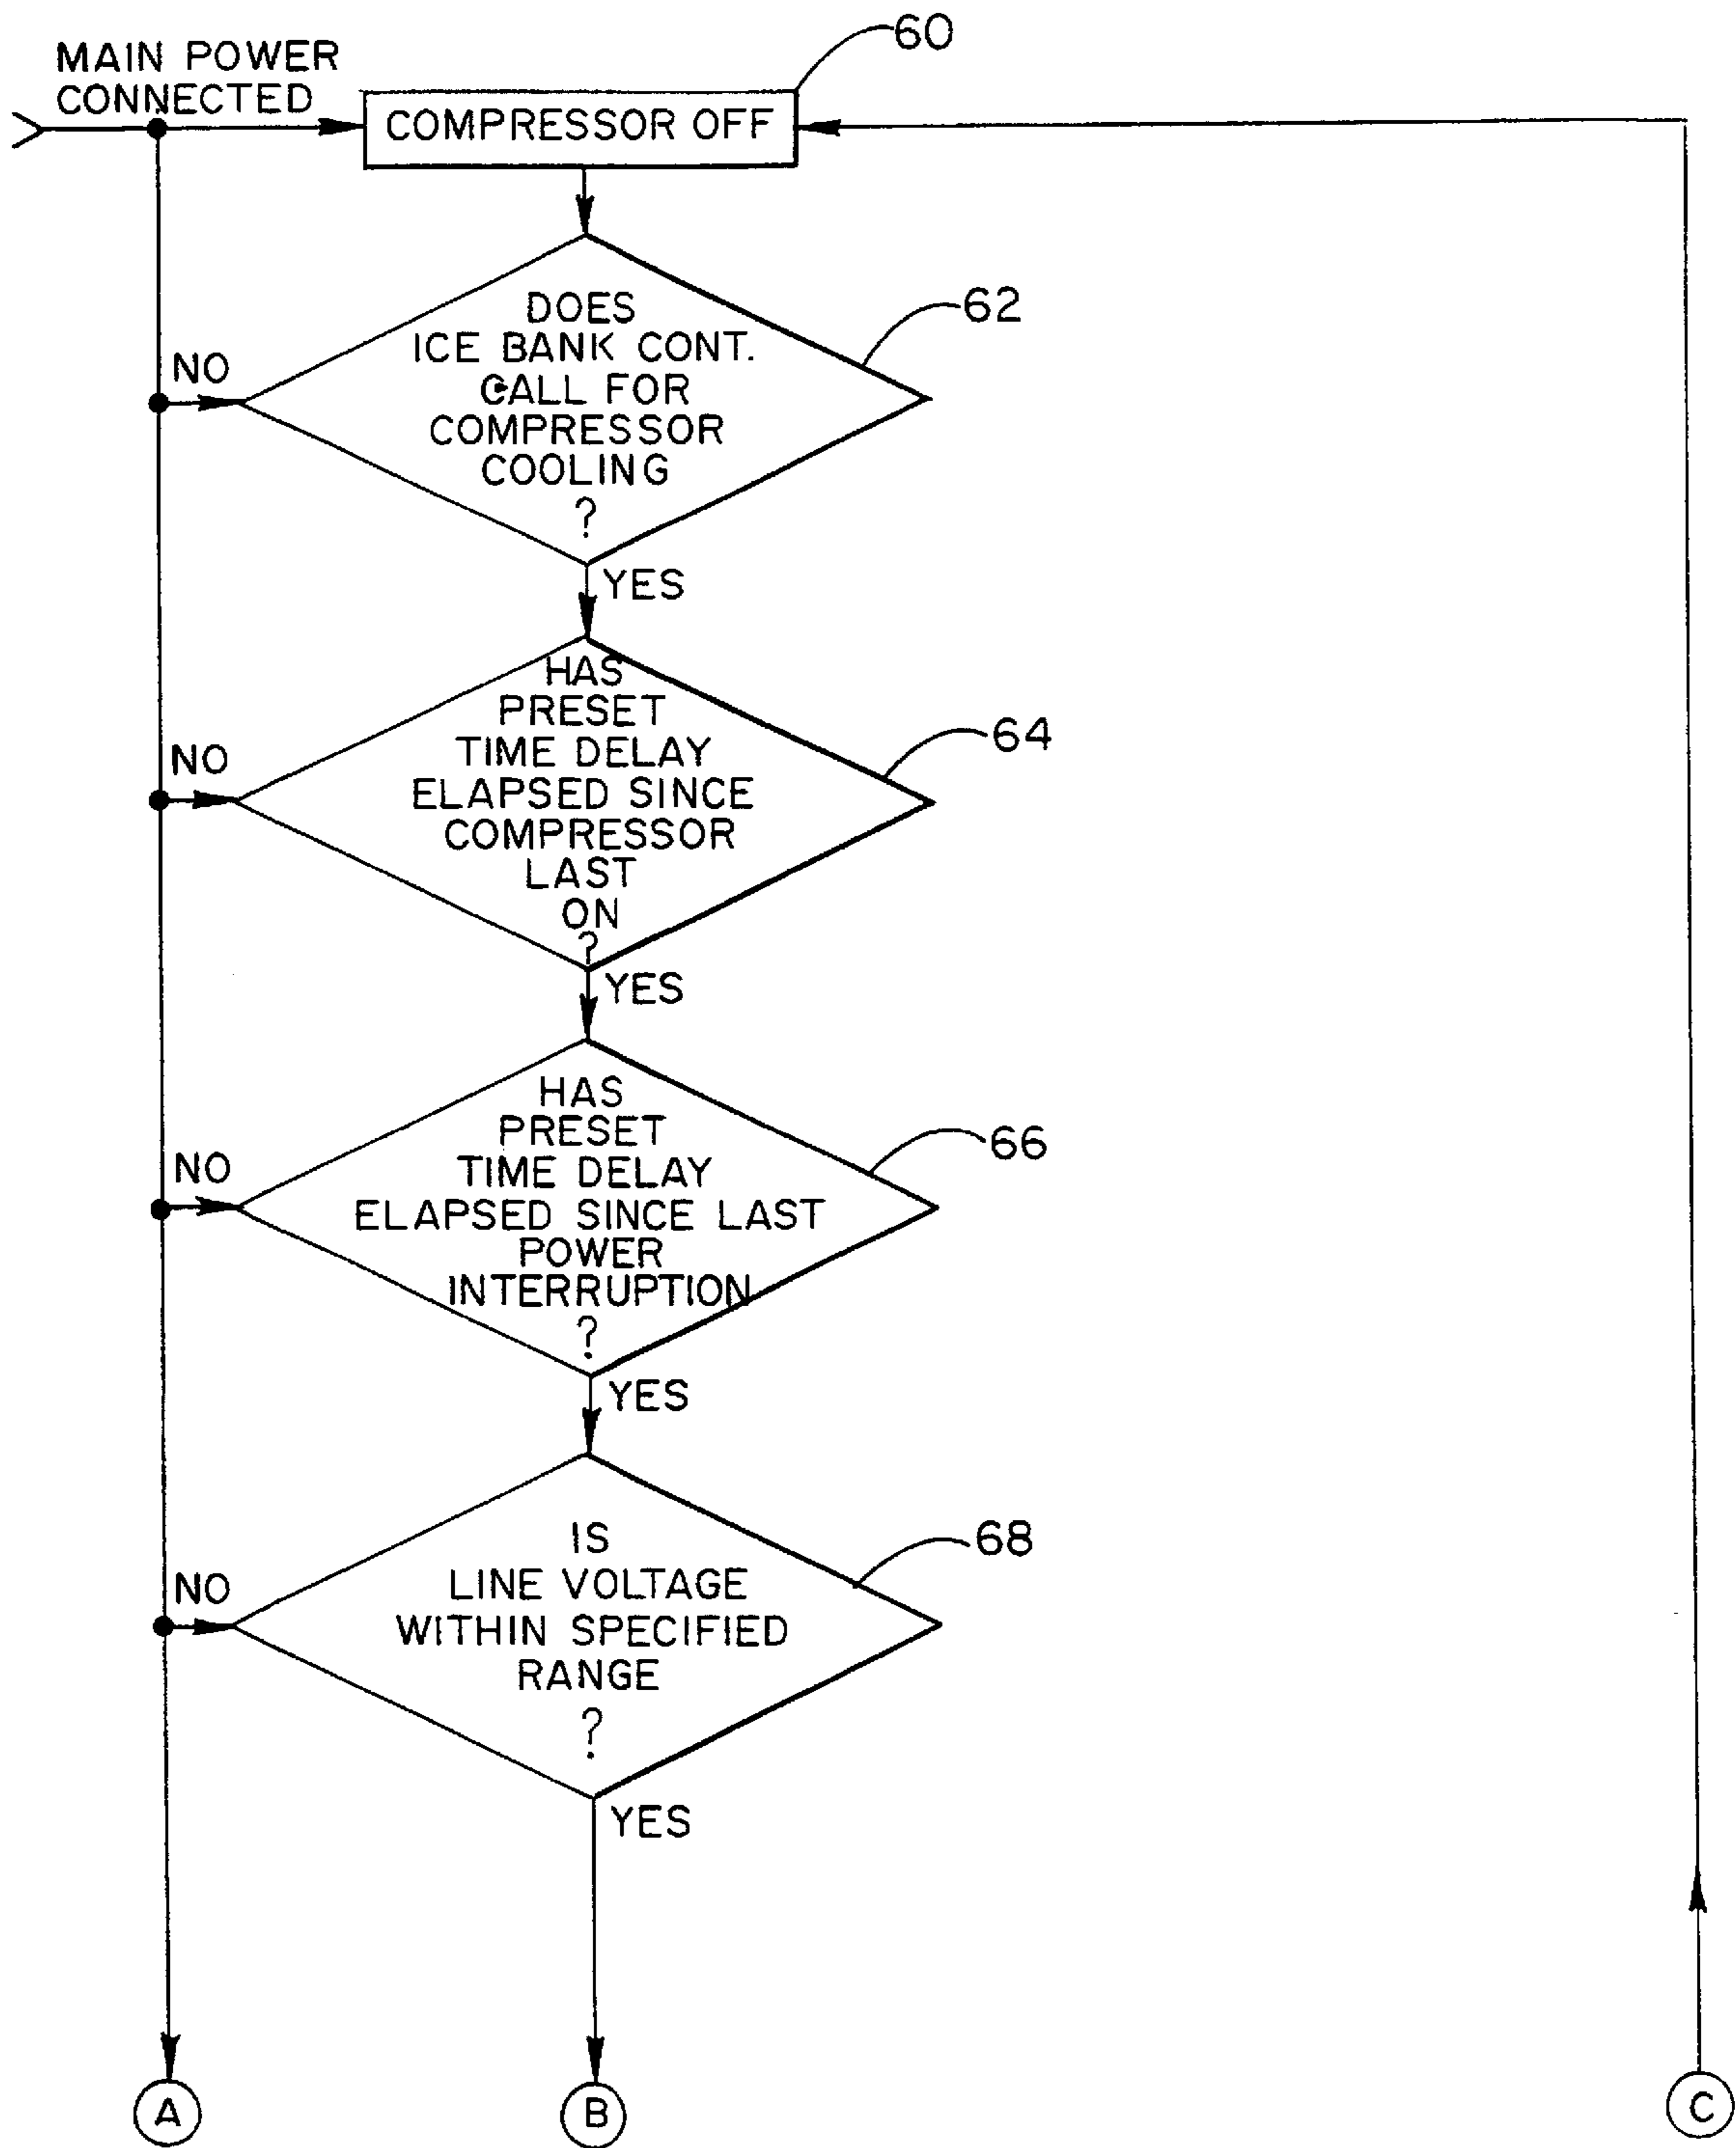 60
MAIN POWER
CONNECTED
COMPRESSOR OFF
62
DOES
ICE BANK CONT.
CALL FOR
COMPRESSOR
COOLING
?
NO
YES
64
HAS
PRESET
TIME DELAY
ELAPSED SINCE
COMPRESSOR
LAST
ON
?
NO
YES
66
HAS
PRESET
TIME DELAY
ELAPSED SINCE LAST
POWER
INTERRUPTION
?
NO
YES
68
IS
LINE VOLTAGE
WITHIN SPECIFIED
RANGE
?
NO
YES
A
B
C